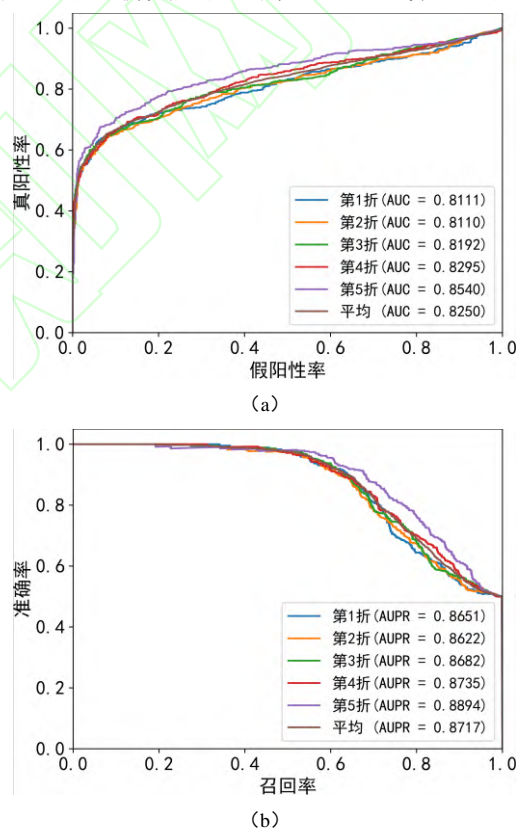 1.0
0.8
0.6
0.4
0.2
0.0
真阳性率
第1折(AUC = 0.8111)
第2折(AUC = 0.8110)
第3折(AUC = 0.8192)
第4折(AUC = 0.8295)
第5折(AUC = 0.8540)
平均 (AUC = 0.8250)
0.0 0.2 0.4 0.6 0.8 1.0
假阳性率
(a)
1.0
0.8
0.6
0.4
0.2
0.0
准确率
第1折(AUPR = 0.8651)
第2折(AUPR = 0.8622)
第3折(AUPR = 0.8682)
第4折(AUPR = 0.8735)
第5折(AUPR = 0.8894)
平均 (AUPR = 0.8717)
0.0 0.2 0.4 0.6 0.8 1.0
召回率
(b)